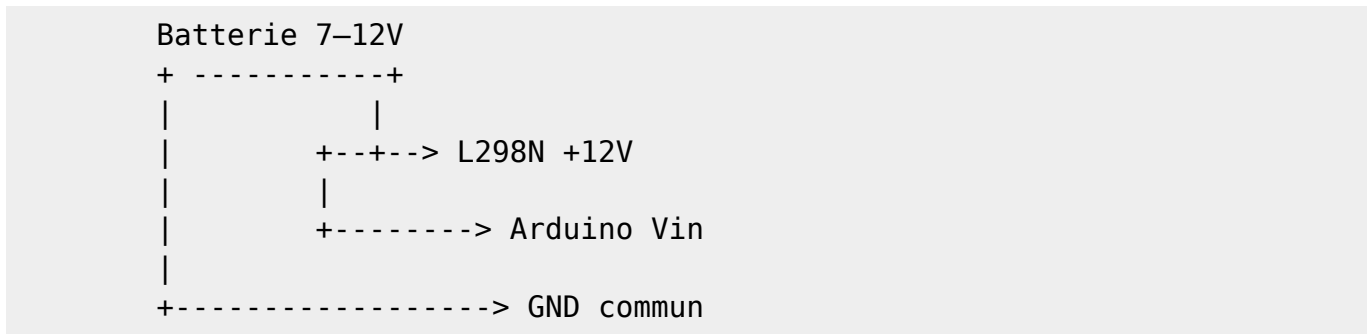 Batterie 7–12V
+ -----------+
|            |
|         +--+--> L298N +12V
|         |
|         +--------> Arduino Vin
|
+------------------> GND commun